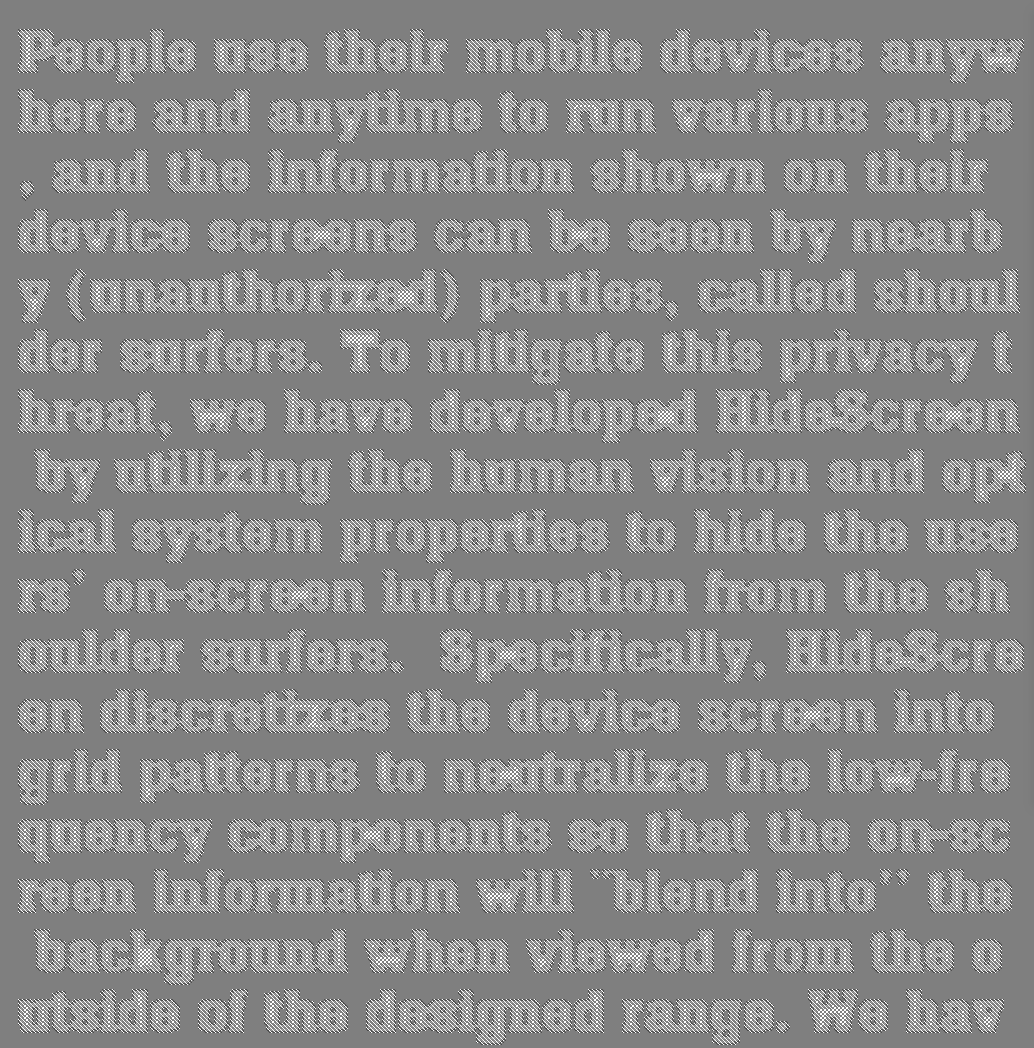 People use their mobile devices anyw
here and anytime to run various apps
, and the information shown on their
device screens can be seen by nearb
y (unauthorized) parties, called shoul
der surfers. To mitigate this privacy t
hreat, we have developed HideScreen
by utilizing the human vision and opt
ical system properties to hide the use
rs' on-screen information from the sh
oulder surfers.  Specifically, HideScre
en discretizes the device screen into
grid patterns to neutralize the low-fre
quency components so that the on-sc
reen information will ``blend into'' the
background when viewed from the o
utside of the designed range. We hav